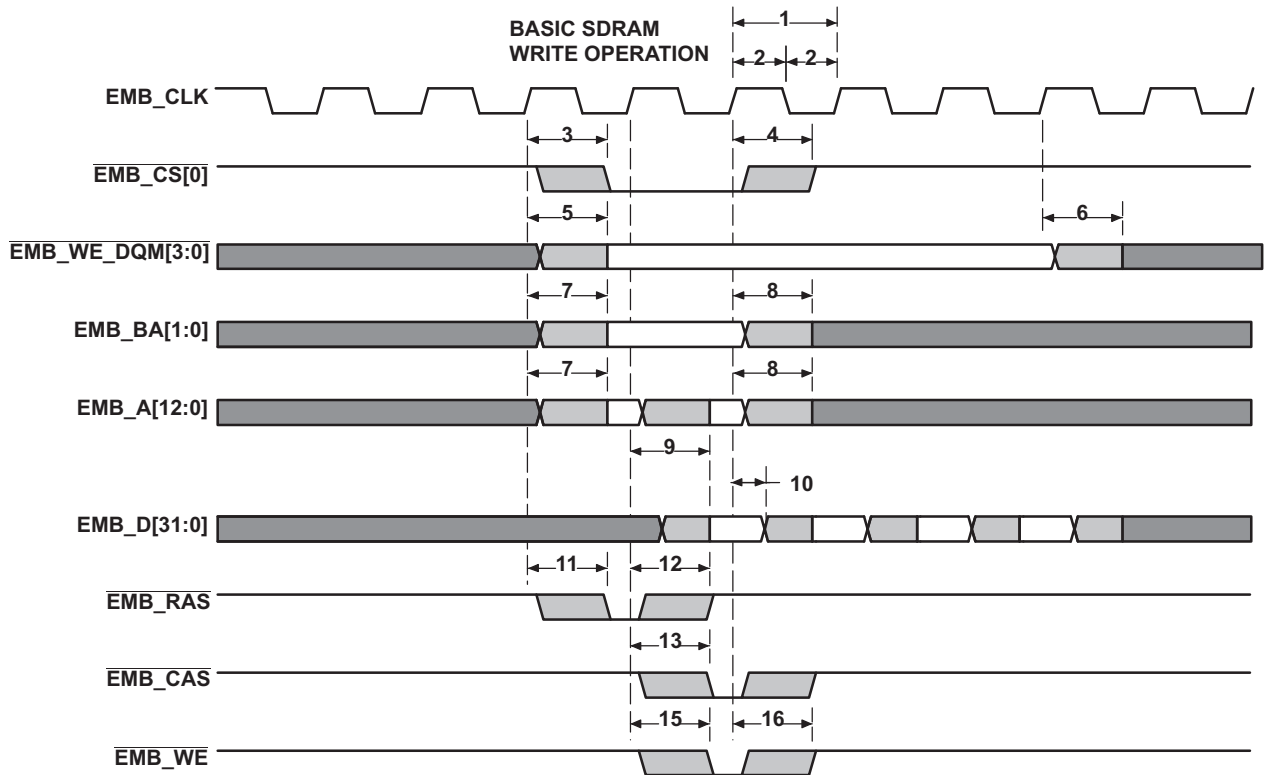 1
BASIC SDRAM
WRITE OPERATION
2 2
EMB_CLK
3 4
EMB_CS[0]
5 6
EMB_WE_DQM[3:0]
7 8
EMB_BA[1:0]
7 8
EMB_A[12:0]
9
10
EMB_D[31:0]
11 12
EMB_RAS
13
EMB_CAS
15 16
EMB_WE